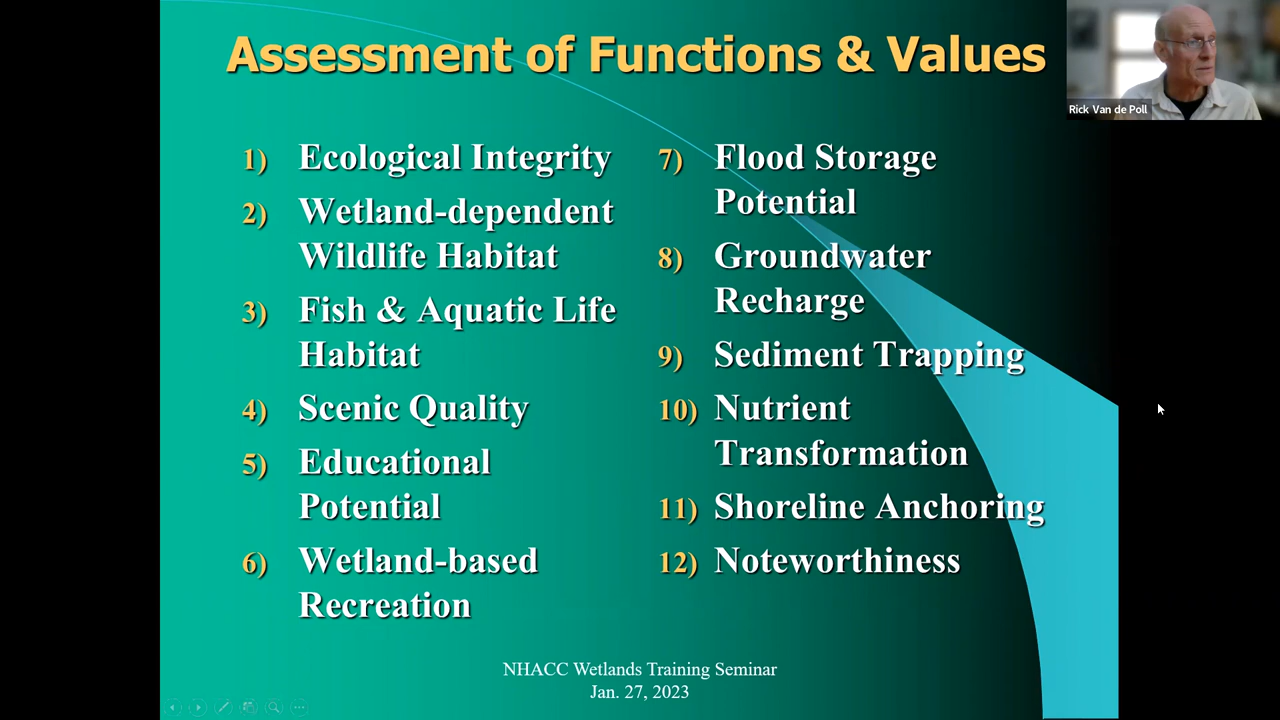 Assessment of Functions & Values
Rick Van de Poll
1) Ecological Integrity
2) Wetland-dependent
Wildlife Habitat
3) Fish & Aquatic Life
Habitat
4) Scenic Quality
5) Educational
Potential
6) Wetland-based
Recreation
7) Flood Storage
Potential
8) Groundwater
Recharge
9) Sediment Trapping
10) Nutrient
Transformation
11) Shoreline Anchoring
12) Noteworthiness
NHACC Wetlands Training Seminar
Jan. 27, 2023